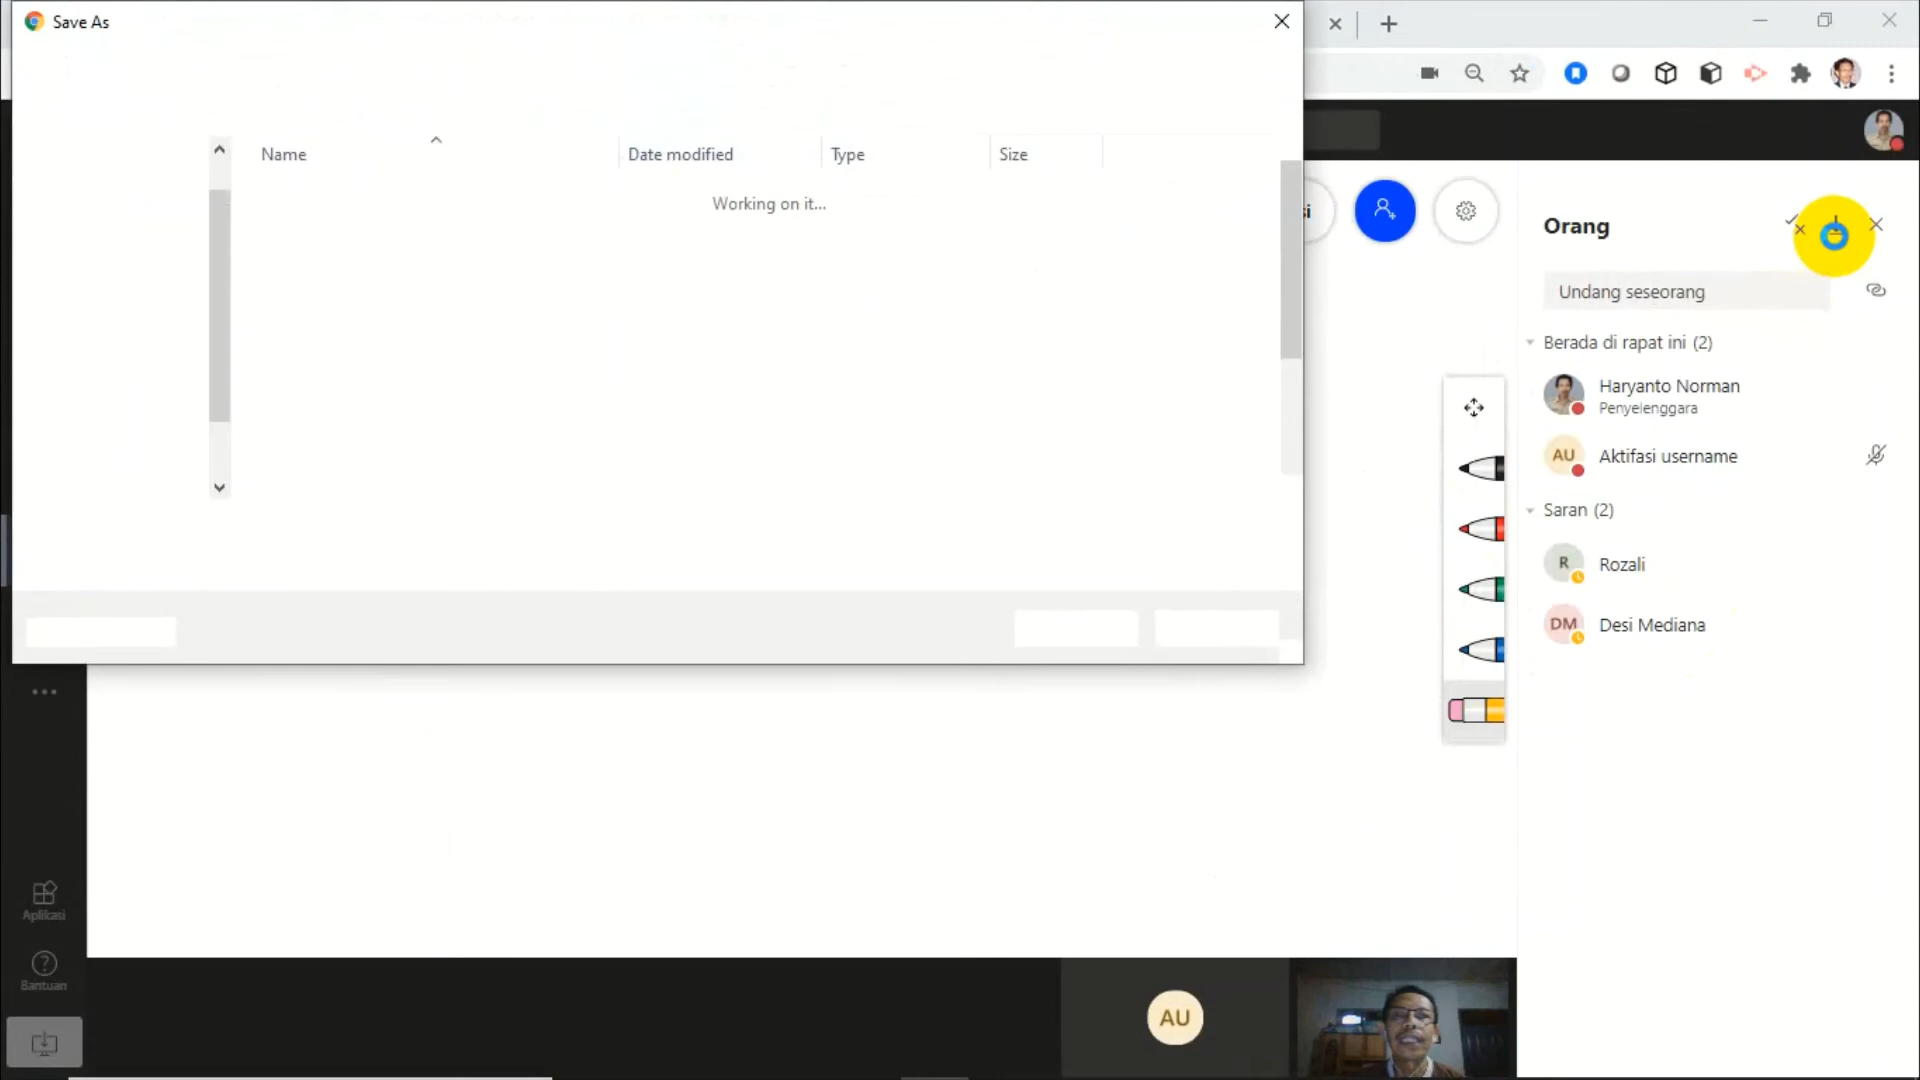 Save As
Name
Date modified
Type
Size
Working on it...
si
Orang
Undang seseorang
Berada di rapat ini (2)
Haryanto Norman
Penyelenggara
AU
Aktifasi username
Saran (2)
R
Rozali
DM
Desi Mediana
Aplikasi
Bantuan
AU